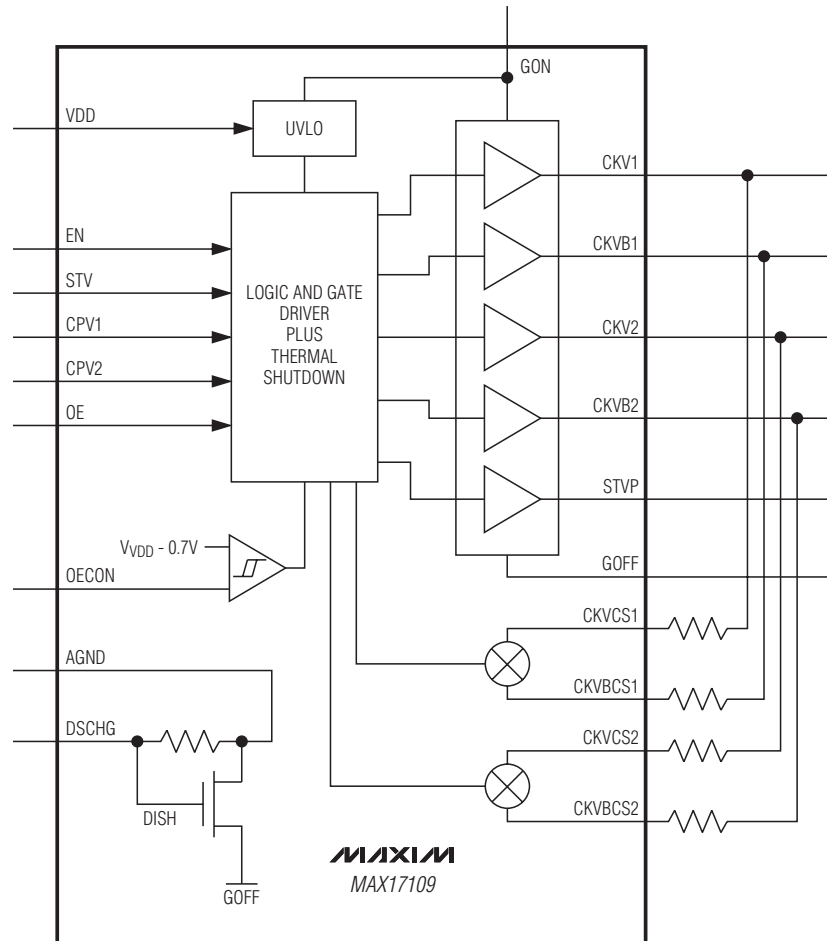 GON
VDD
UVLO
CKV1
EN
CKVB1
STV
LOGIC AND GATE
DRIVER
PLUS
THERMAL
SHUTDOWN
CPV1
CKV2
CPV2
OE
CKVB2
STVP
VVDD - 0.7V
GOFF
OECON
CKVCS1
AGND
CKVBCS1
DSCHG
CKVCS2
DISH
CKVBCS2
MAXIM
MAX17109
GOFF